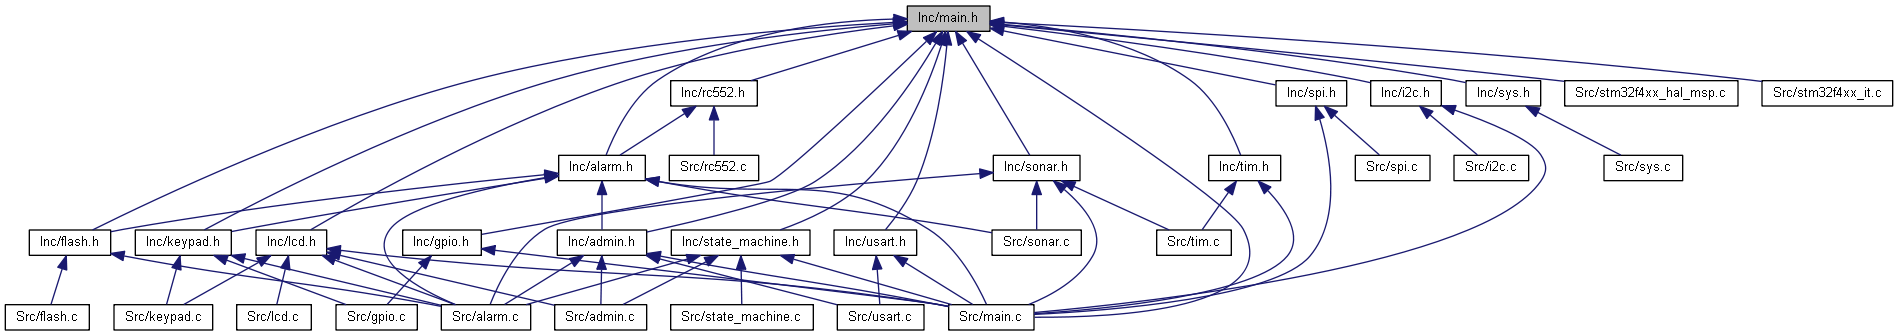 Inc/main.h
Inc/rc552.h
Inc/spi.h
Inc/i2c.h
Inc/sys.h
Src/stm32f4xx_hal_msp.c
Src/stm32f4xx_it.c
Inc/alarm.h
Src/rc552.c
Inc/sonar.h
Inc/tim.h
Src/spi.c
Src/i2c.c
Src/sys.c
Inc/flash.h
Inc/keypad.h
Inc/lcd.h
Inc/gpio.h
Inc/admin.h
Inc/state_machine.h
Inc/usart.h
Src/sonar.c
Src/tim.c
Src/flash.c
Src/keypad.c
Src/lcd.c
Src/gpio.c
Src/alarm.c
Src/admin.c
Src/state_machine.c
Src/usart.c
Src/main.c